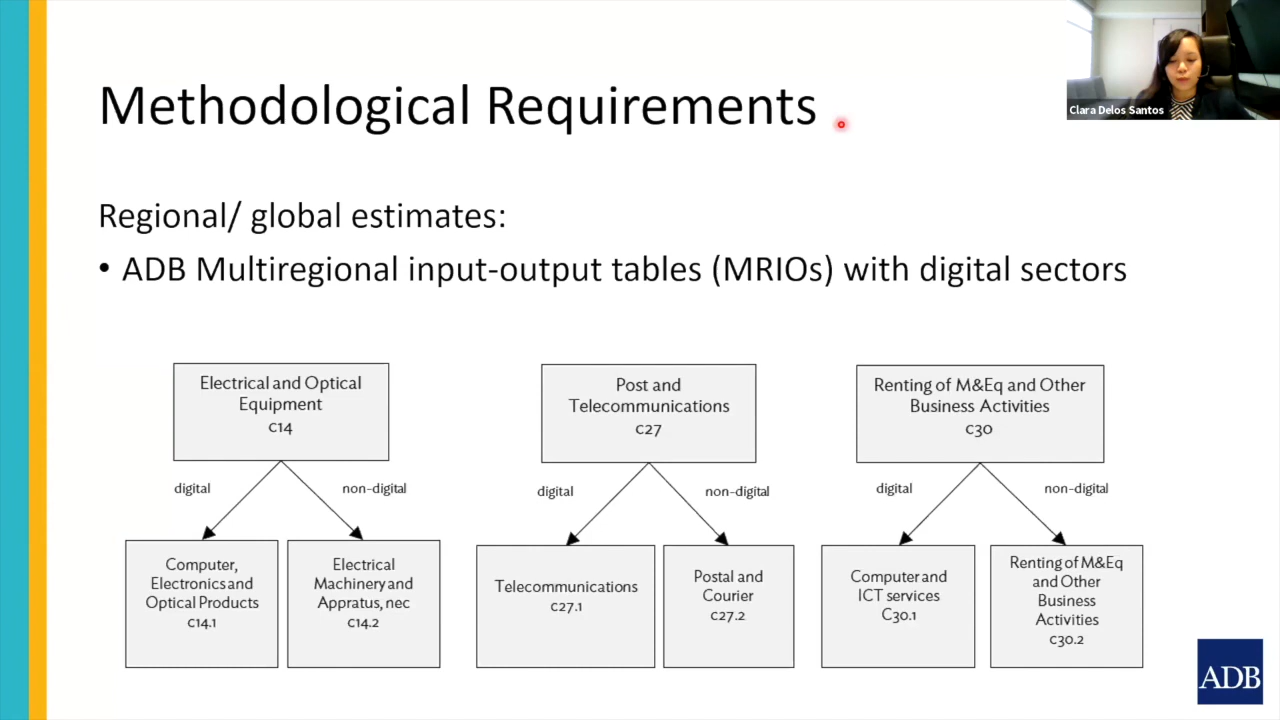 Methodological Requirements
Clara Delos Santos
Regional/ global estimates:
• ADB Multiregional input-output tables (MRIOs) with digital sectors
Electrical and Optical
Equipment
c14
digital
non-digital
Computer,
Electronics and
Optical Products
c14.1
Electrical
Machinery and
Appratus, nec
c14.2
Post and
Telecommunications
c27
digital
non-digital
Telecommunications
c27.1
Postal and
Courier
c27.2
Renting of M&Eq and Other
Business Activities
c30
digital
non-digital
Computer and
ICT services
C30.1
Renting of M&Eq
and Other
Business
Activities
c30.2
ADB